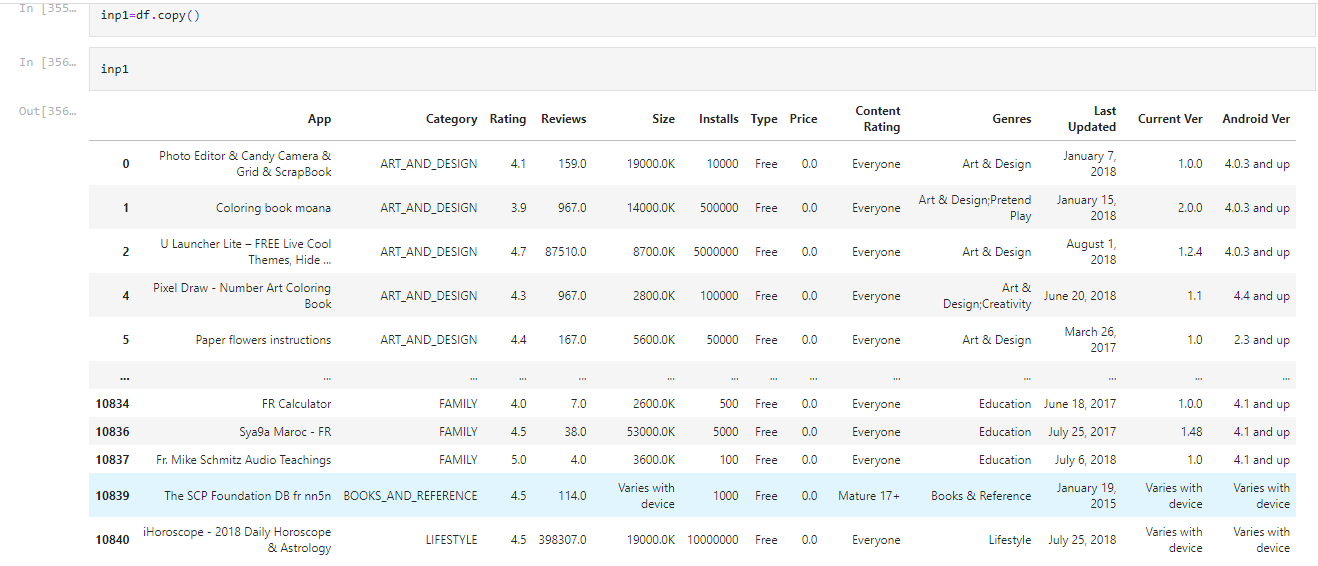 In [355...
inp1=df.copy()
In [356...
inp1
Out[356...
App Category Rating Reviews Size Installs Type Price Content Rating Genres Last Updated Current Ver Android Ver
0 Photo Editor & Candy Camera & Grid & ScrapBook ART_AND_DESIGN 4.1 159.0 19000.0K 10000 Free 0.0 Everyone Art & Design January 7, 2018 1.0.0 4.0.3 and up
1 Coloring book moana ART_AND_DESIGN 3.9 967.0 14000.0K 500000 Free 0.0 Everyone Art & Design;Pretend Play January 15, 2018 2.0.0 4.0.3 and up
2 U Launcher Lite – FREE Live Cool Themes, Hide ... ART_AND_DESIGN 4.7 87510.0 8700.0K 5000000 Free 0.0 Everyone Art & Design August 1, 2018 1.2.4 4.0.3 and up
4 Pixel Draw - Number Art Coloring Book ART_AND_DESIGN 4.3 967.0 2800.0K 100000 Free 0.0 Everyone Art & Design;Creativity June 20, 2018 1.1 4.4 and up
5 Paper flowers instructions ART_AND_DESIGN 4.4 167.0 5600.0K 50000 Free 0.0 Everyone Art & Design March 26, 2017 1.0 2.3 and up
... ... ... ... ... ... ... ... ... ... ... ... ... ...
10834 FR Calculator FAMILY 4.0 7.0 2600.0K 500 Free 0.0 Everyone Education June 18, 2017 1.0.0 4.1 and up
10836 Sya9a Maroc - FR FAMILY 4.5 38.0 53000.0K 5000 Free 0.0 Everyone Education July 25, 2017 1.48 4.1 and up
10837 Fr. Mike Schmitz Audio Teachings FAMILY 5.0 4.0 3600.0K 100 Free 0.0 Everyone Education July 6, 2018 1.0 4.1 and up
10839 The SCP Foundation DB fr nn5n BOOKS_AND_REFERENCE 4.5 114.0 Varies with device 1000 Free 0.0 Mature 17+ Books & Reference January 19, 2015 Varies with device Varies with device
10840 iHoroscope - 2018 Daily Horoscope & Astrology LIFESTYLE 4.5 398307.0 19000.0K 10000000 Free 0.0 Everyone Lifestyle July 25, 2018 Varies with device Varies with device